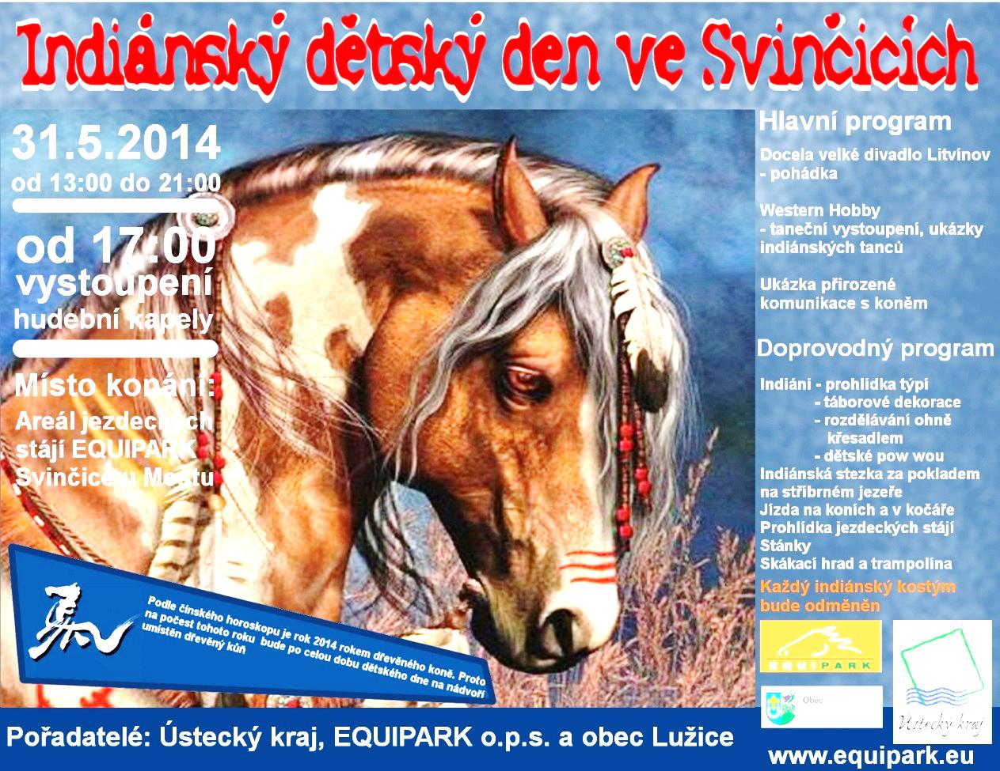 Indiánský dětský den ve Svinčicích
31.5.2014
od 13:00 do 21:00
od 17:00
vystoupení
hudební kapely
Místo konání:
Areál jezdeckých
stájí EQUIPARK
Svinčice u Mostu
Podle čínského horoskopu je rok 2014 rokem dřevěného koně. Proto
na počest tohoto roku bude po celou dobu dětského dne na nádvoří
umístěn dřevěný kůň
Hlavní program
Docela velké divadlo Litvínov
- pohádka
Western Hobby
- taneční vystoupení, ukázky
indiánských tanců
Ukázka přirozené
komunikace s koněm
Doprovodný program
Indiáni - prohlídka týpí
- táborové dekorace
- rozdělávání ohně
křesadlem
- dětské pow wou
Indiánská stezka za pokladem
na stříbrném jezeře
Jízda na koních a v kočáře
Prohlídka jezdeckých stájí
Stánky
Skákací hrad a trampolína
Každý indiánský kostým
bude odměněn
EQUIPARK
Obec
Ústecký kraj
Pořadatelé: Ústecký kraj, EQUIPARK o.p.s. a obec Lužice
www.equipark.eu